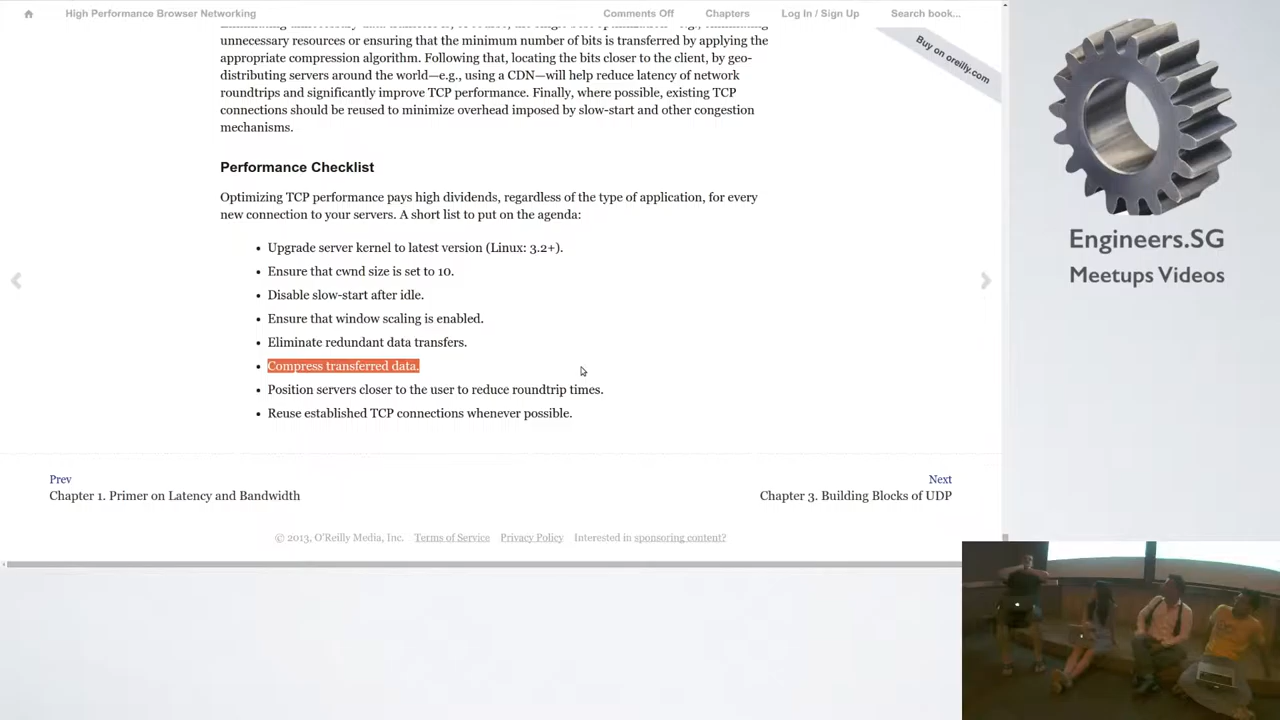 High Performance Browser Networking
Comments Off
Chapters
Log In / Sign Up
Search book...
Buy on oreilly.com
unnecessary resources or ensuring that the minimum number of bits is transferred by applying the
appropriate compression algorithm. Following that, locating the bits closer to the client, by geo-
distributing servers around the world—e.g., using a CDN—will help reduce latency of network
roundtrips and significantly improve TCP performance. Finally, where possible, existing TCP
connections should be reused to minimize overhead imposed by slow-start and other congestion
mechanisms.
Performance Checklist
Optimizing TCP performance pays high dividends, regardless of the type of application, for every
new connection to your servers. A short list to put on the agenda:
• Upgrade server kernel to latest version (Linux: 3.2+).
• Ensure that cwnd size is set to 10.
• Disable slow-start after idle.
• Ensure that window scaling is enabled.
• Eliminate redundant data transfers.
• Compress transferred data.
• Position servers closer to the user to reduce roundtrip times.
• Reuse established TCP connections whenever possible.
Prev
Chapter 1. Primer on Latency and Bandwidth
Next
Chapter 3. Building Blocks of UDP
© 2013, O'Reilly Media, Inc. Terms of Service Privacy Policy Interested in sponsoring content?
Engineers.SG
Meetups Videos